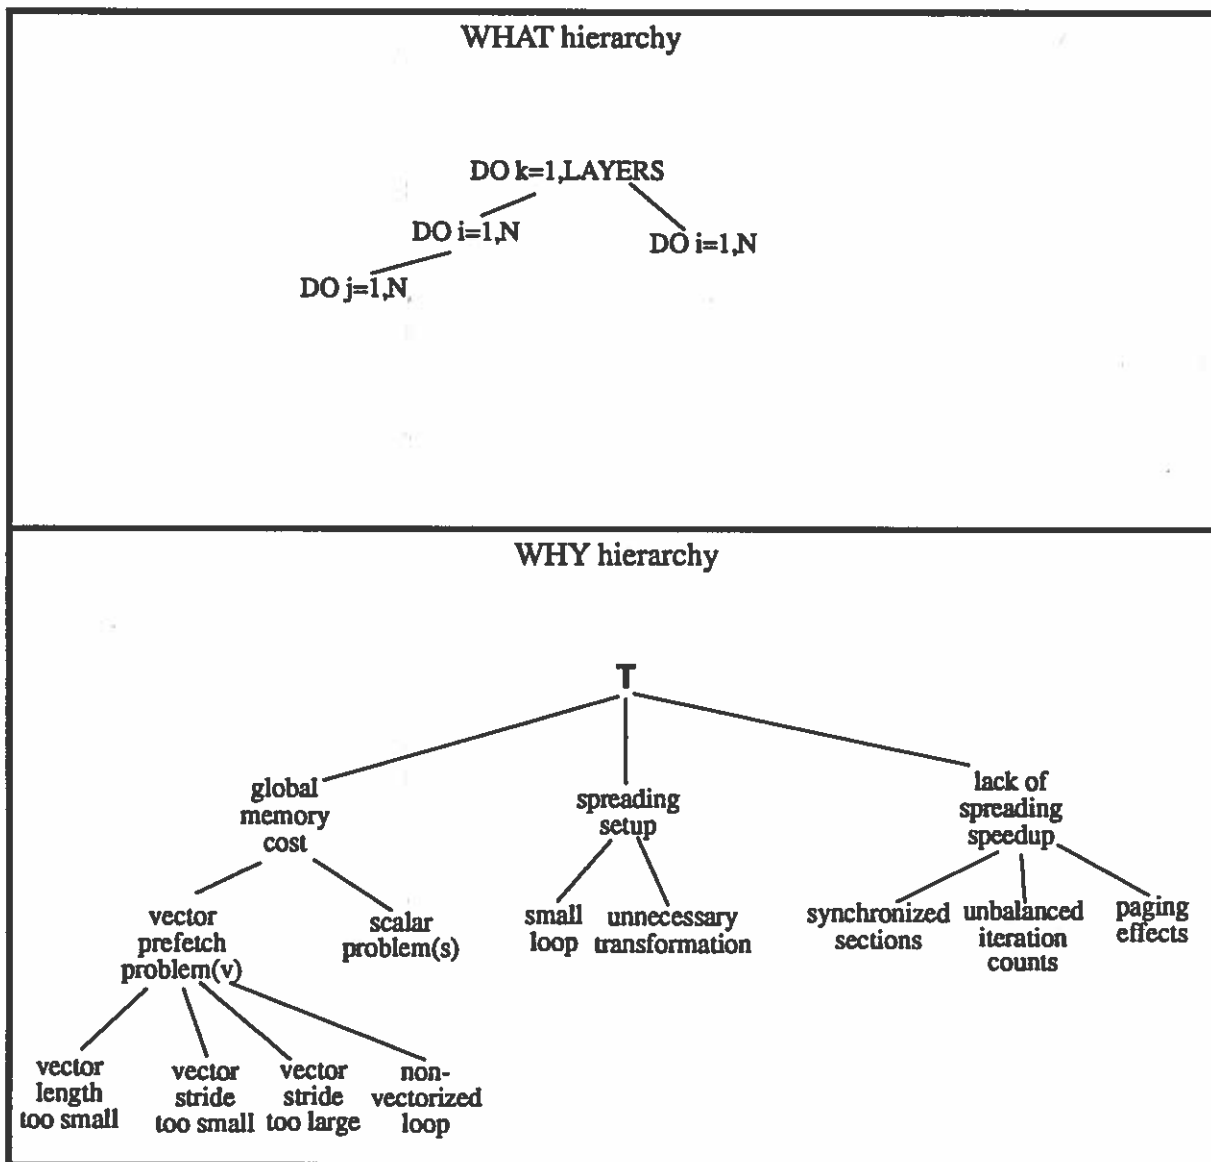 WHAT hierarchy
DO k=1,LAYERS
DO i=1,N
DO i=1,N
DO j=1,N
WHY hierarchy
T
global
memory
cost
spreading
setup
lack of
spreading
speedup
vector
prefetch
problem(v)
scalar
problem(s)
small
loop
unnecessary
transformation
synchronized
sections
unbalanced
iteration
counts
paging
effects
vector
length
too small
vector
stride
too small
vector
stride
too large
non-
vectorized
loop